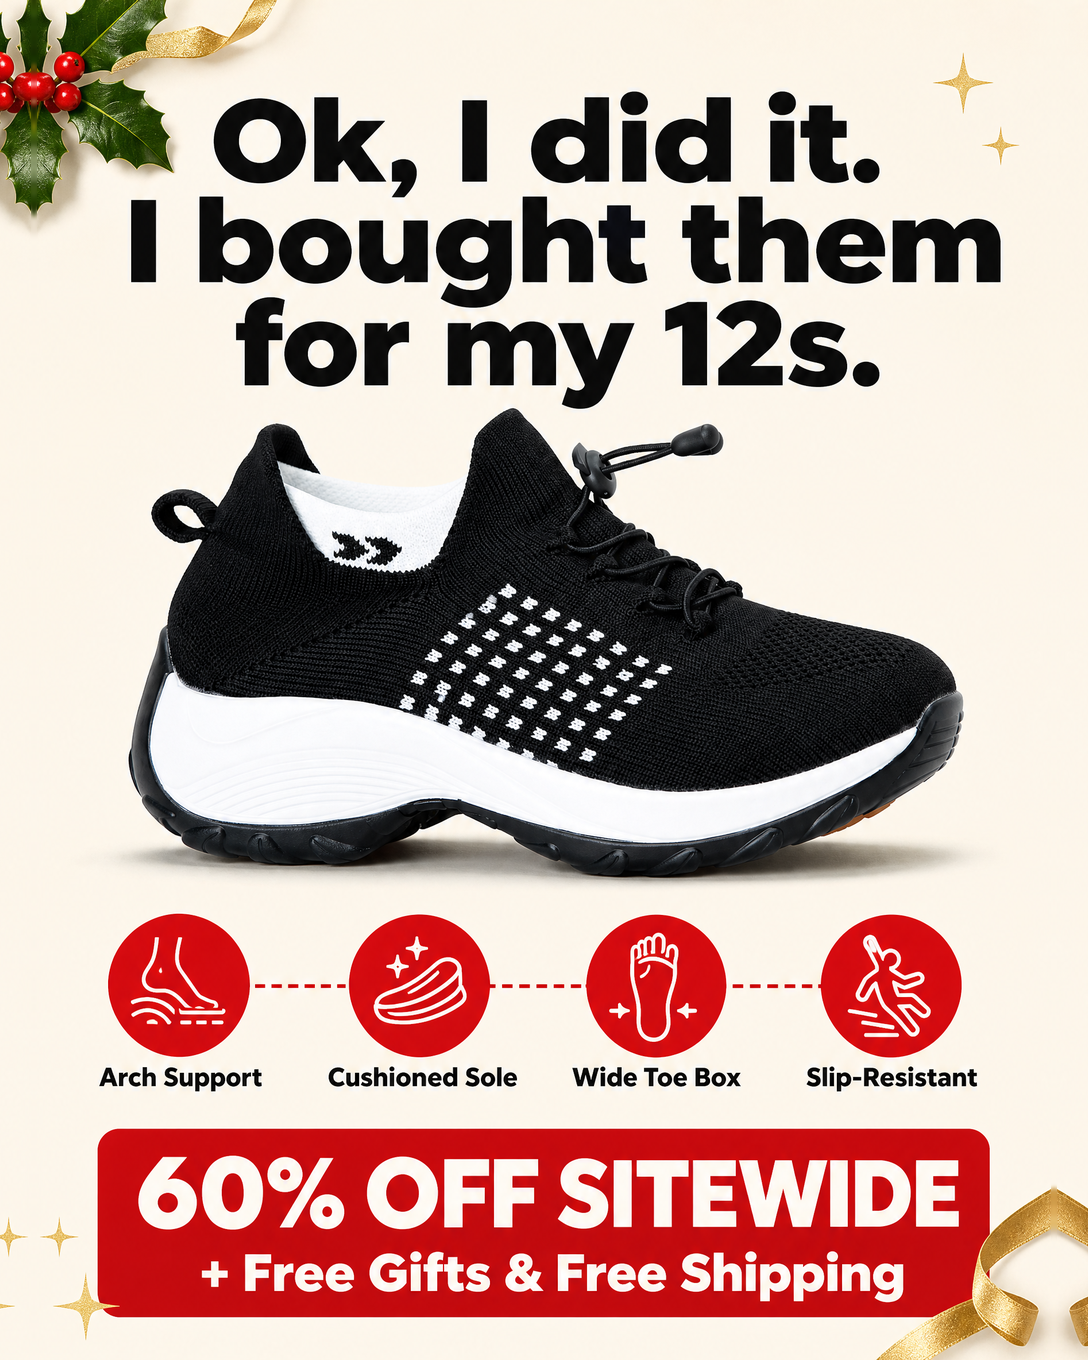 Ok, I did it.
I bought them
for my 12s.
Arch Support
Cushioned Sole
Wide Toe Box
Slip-Resistant
60% OFF SITEWIDE
+ Free Gifts & Free Shipping